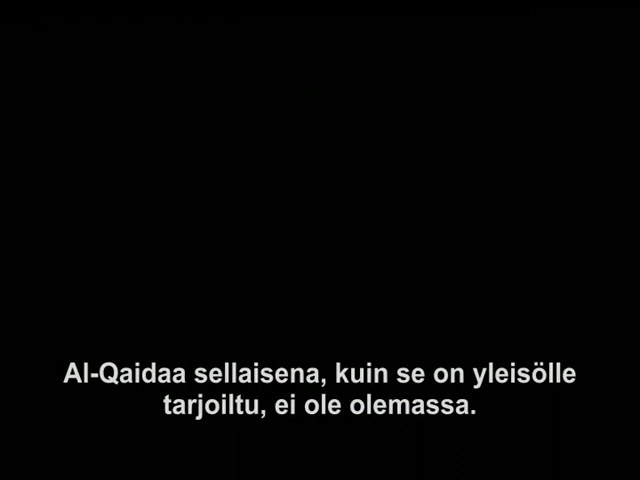 Al-Qaidaa sellaisena, kuin se on yleisölle
tarjoiltu, ei ole olemassa.